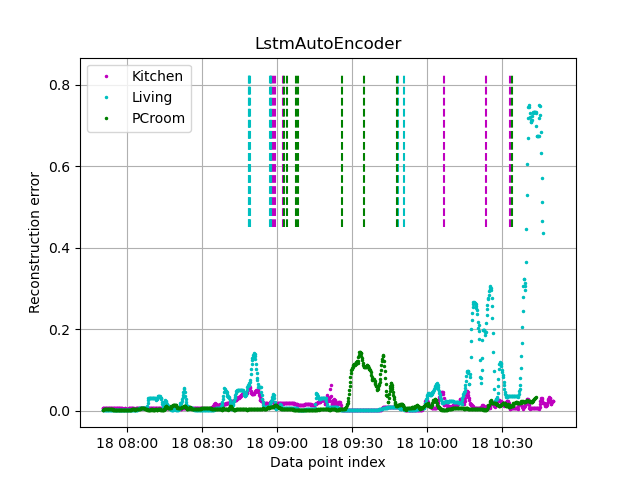 LstmAutoEncoder
Kitchen
Living
PCroom
0.8
0.6
0.4
0.2
0.0
Reconstruction error
18 08:00 18 08:30 18 09:00 18 09:30 18 10:00 18 10:30
Data point index